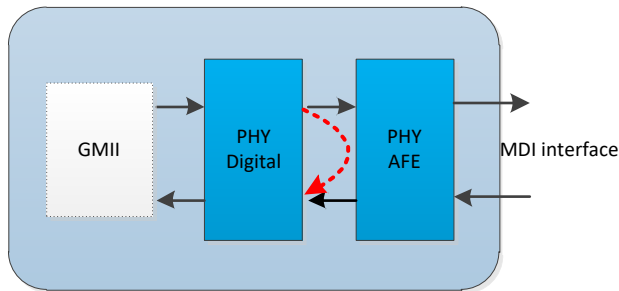 GMII
PHY
Digital
PHY
AFE
MDI interface